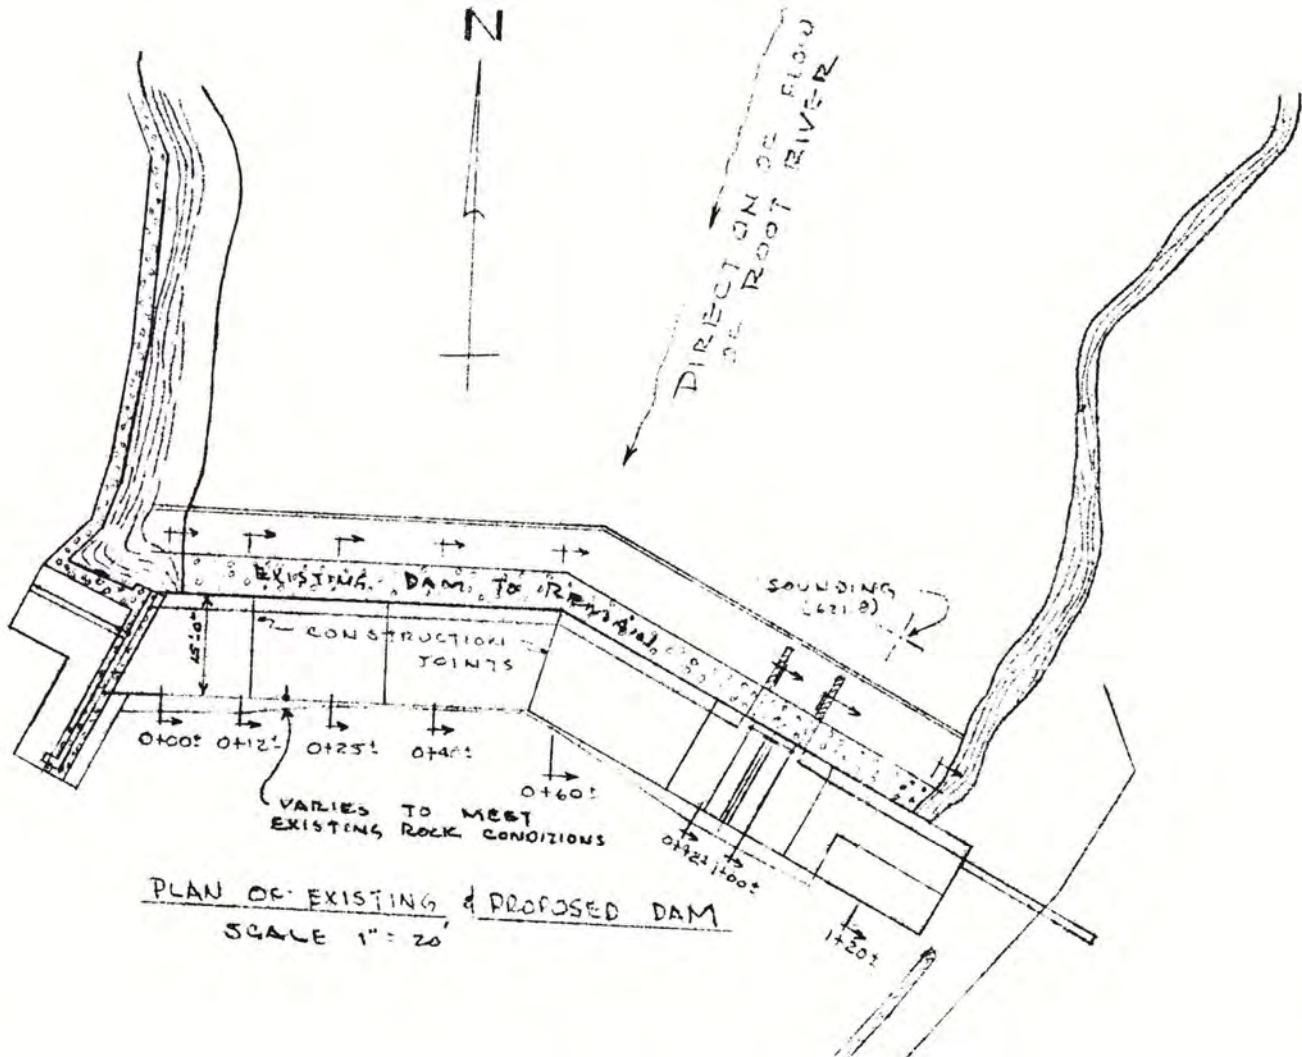 N
DIRECTION OF FLOW
OF ROOT RIVER
SOUNDING
(621.8)
EXISTING DAM TO REMAIN
15'-0"
CONSTRUCTION
JOINTS
0+00±
0+12±
0+25±
0+40±
0+60±
0+92±
1+00±
1+20±
VARIES TO MEET
EXISTING ROCK CONDITIONS
PLAN OF EXISTING & PROPOSED DAM
SCALE 1" = 20'